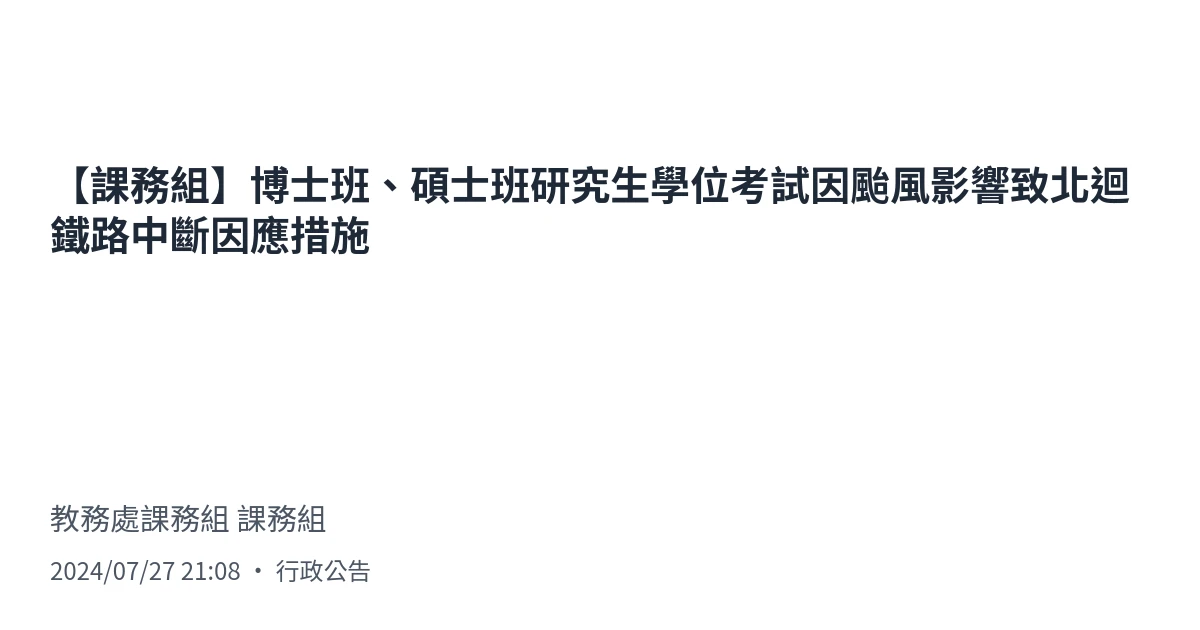 【課務組】博士班、碩士班研究生學位考試因颱風影響致北迴
鐵路中斷因應措施
教務處課務組 課務組
2024/07/27 21:08 ・ 行政公告